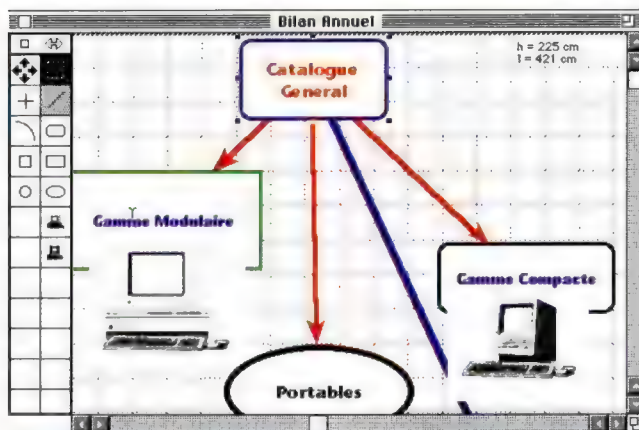 Bilan Annuel
h = 225 cm
l = 421 cm
Catalogue
General
Gamme Modulaire
Gamme Compacte
Portables